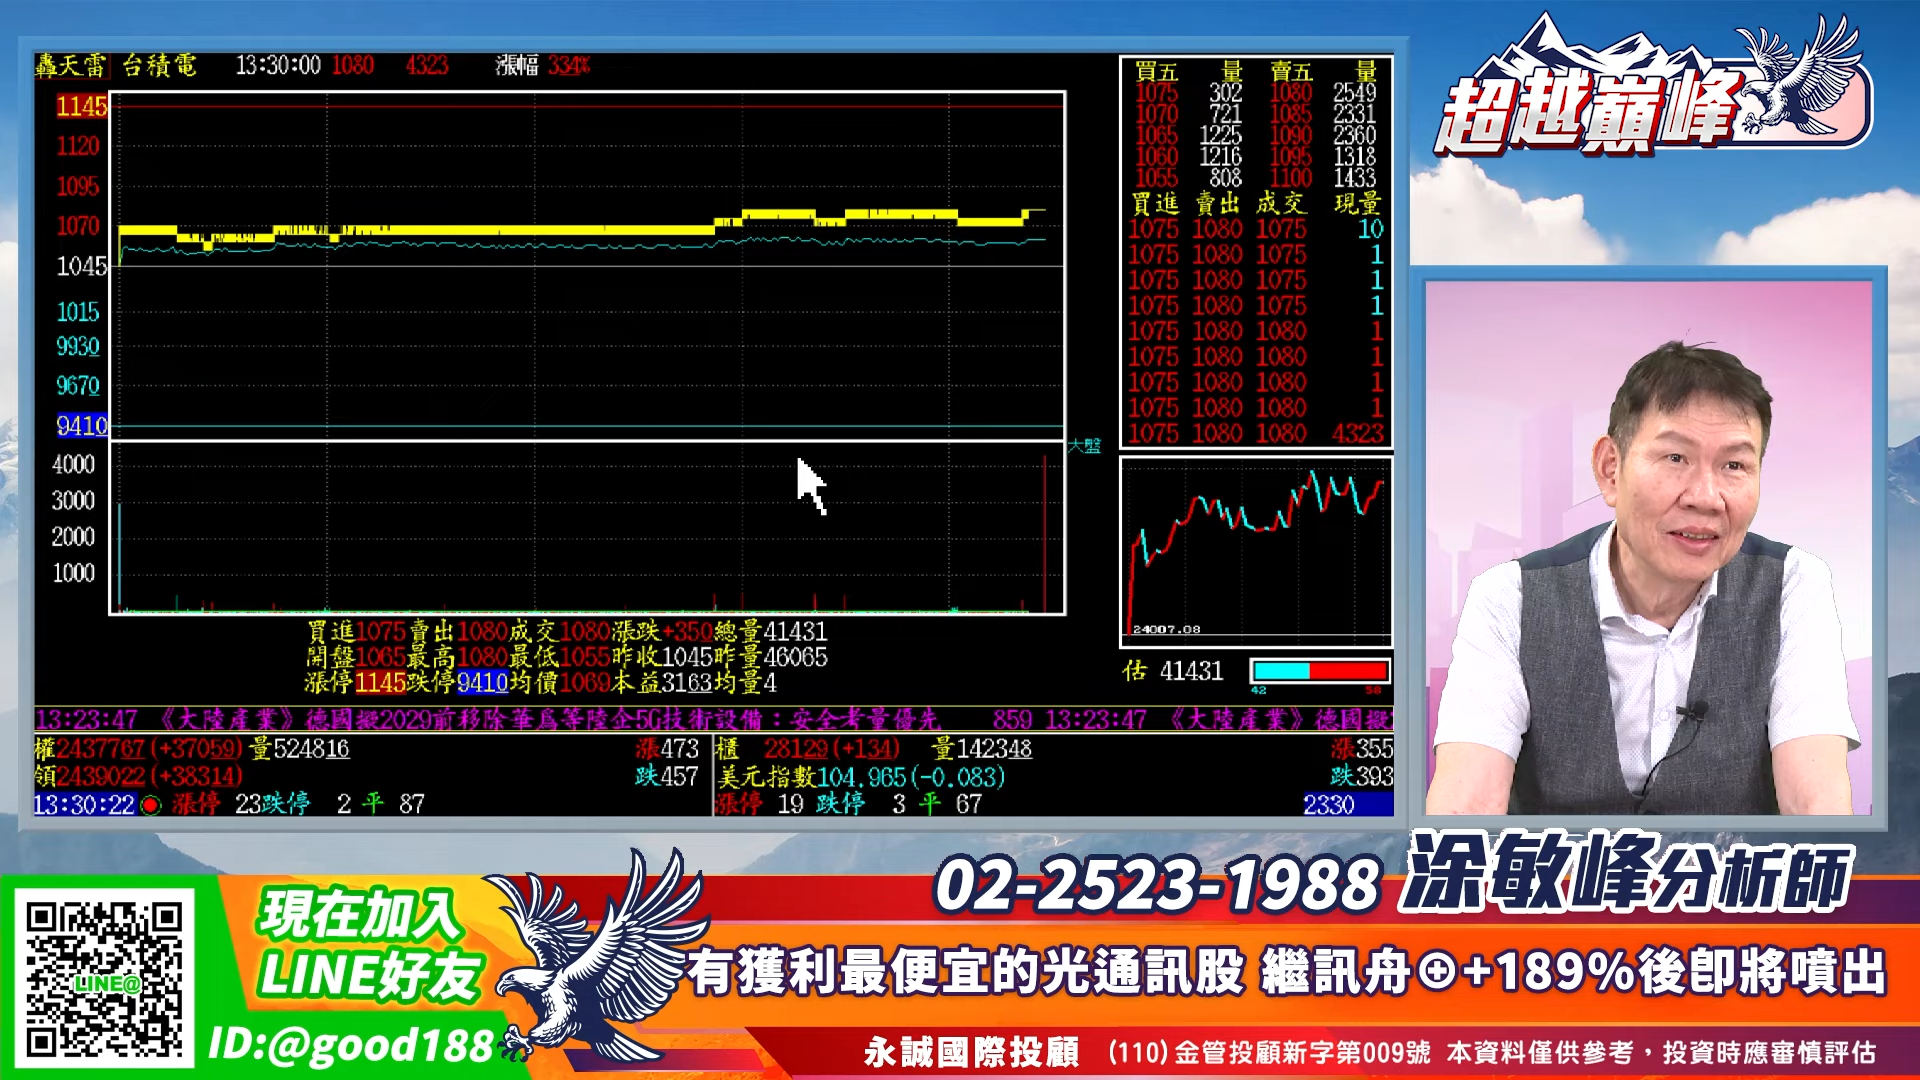 轟天雷 台積電 13:30:00 1080 4323 漲幅 334%
1145
1120
1095
1070
1045
1015
9930
9670
9410
4000
3000
2000
1000
大盤
買五 量 賣五 量
1075 302 1080 2549
1070 721 1085 2331
1065 1225 1090 2360
1060 1216 1095 1318
1055 808 1100 1433
買進 賣出 成交 現量
1075 1080 1075 10
1075 1080 1075 1
1075 1080 1075 1
1075 1080 1075 1
1075 1080 1080 1
1075 1080 1080 1
1075 1080 1080 1
1075 1080 1080 1
1075 1080 1080 4323
24007.08
估 41431
42 58
買進1075賣出1080成交1080漲跌+350總量41431
開盤1065最高1080最低1055昨收1045昨量46065
漲停1145跌停9410均價1069本益3163均量4
13:23:47 《大陸產業》德國擬2029前移除華為等陸企5G技術設備：安全考量優先 859 13:23:47 《大陸產業》德國擬
權2437767(+37059)量524816 漲473
領2439022(+38314) 跌457
13:30:22 漲停 23跌停 2 平 87
櫃 28129(+134) 量142348 漲355
美元指數104.965(-0.083) 跌393
漲停 19 跌停 3 平 67 2330
超越巔峰
02-2523-1988 涂敏峰分析師
現在加入
LINE好友
LINE@
ID:@good188
有獲利最便宜的光通訊股 繼訊舟⊕+189%後即將噴出
永誠國際投顧 (110)金管投顧新字第009號 本資料僅供參考，投資時應審慎評估